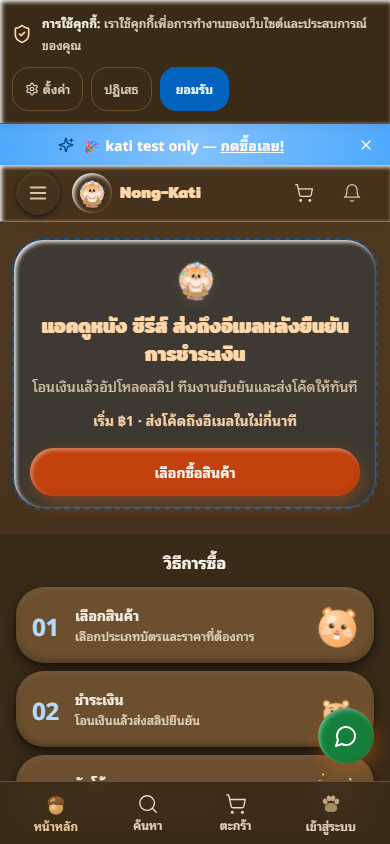 การใช้คุกกี้: เราใช้คุกกี้เพื่อการทำงานของเว็บไซต์และประสบการณ์
ของคุณ
ตั้งค่า
ปฏิเสธ
ยอมรับ
🎉 kati test only — กดซื้อเลย!
Nong-Kati
แอคดูหนัง ซีรีส์ ส่งถึงอีเมลหลังยืนยัน
การชำระเงิน
โอนเงินแล้วอัปโหลดสลิป ทีมงานยืนยันและส่งโค้ดให้ทันที
เริ่ม ฿1 · ส่งโค้ดถึงอีเมลในไม่กี่นาที
เลือกซื้อสินค้า
วิธีการซื้อ
01
เลือกสินค้า
เลือกประเภทบัตรและราคาที่ต้องการ
02
ชำระเงิน
โอนเงินแล้วส่งสลิปยืนยัน
หน้าหลัก
ค้นหา
ตะกร้า
เข้าสู่ระบบ